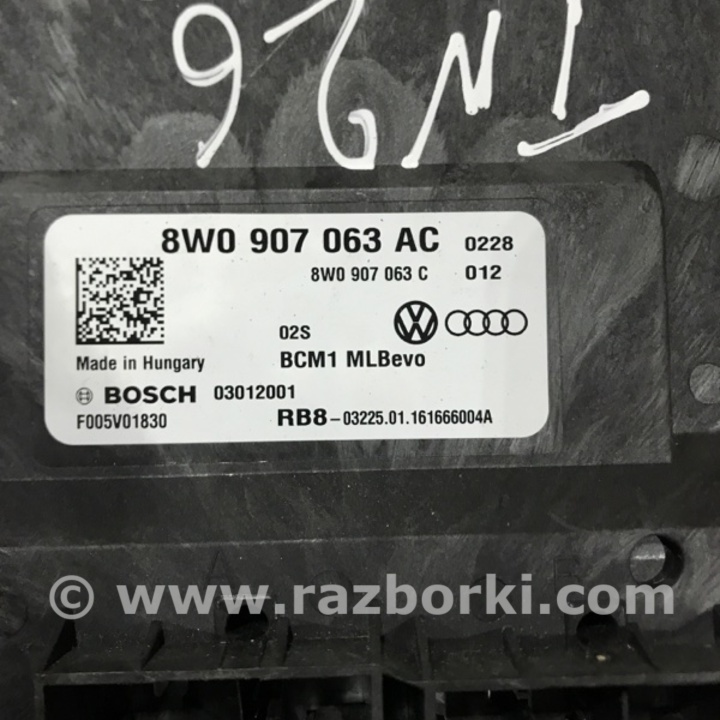 TN26
8W0 907 063 AC 0228
8W0 907 063 C 012
02S
Made in Hungary BCM1 MLBevo
BOSCH 03012001
F005V01830 RB8-03225.01.161666004A
© www.razborki.com